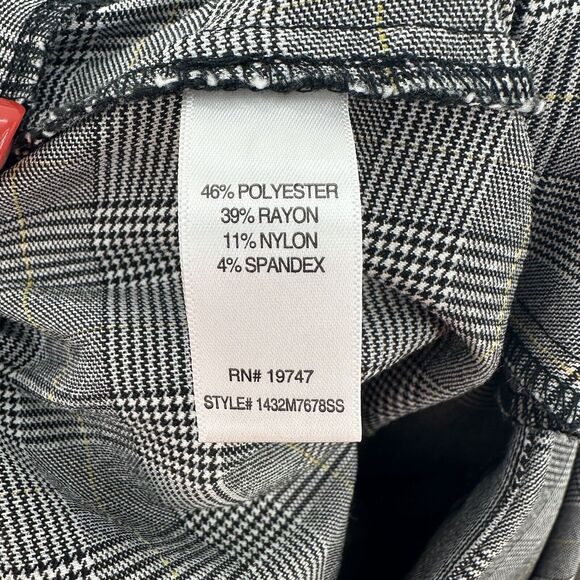 46% POLYESTER
39% RAYON
11% NYLON
4% SPANDEX
RN# 19747
STYLE# 1432M7678SS